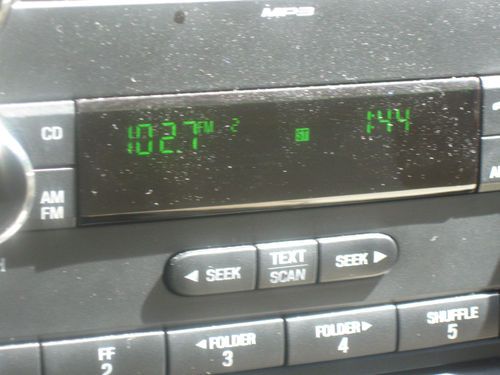 MP3
CD
102.7 FM 2 ST 1:44
AM
FM
◄ SEEK
TEXT
SCAN
SEEK ►
FF
2
◄FOLDER
3
FOLDER►
4
SHUFFLE
5